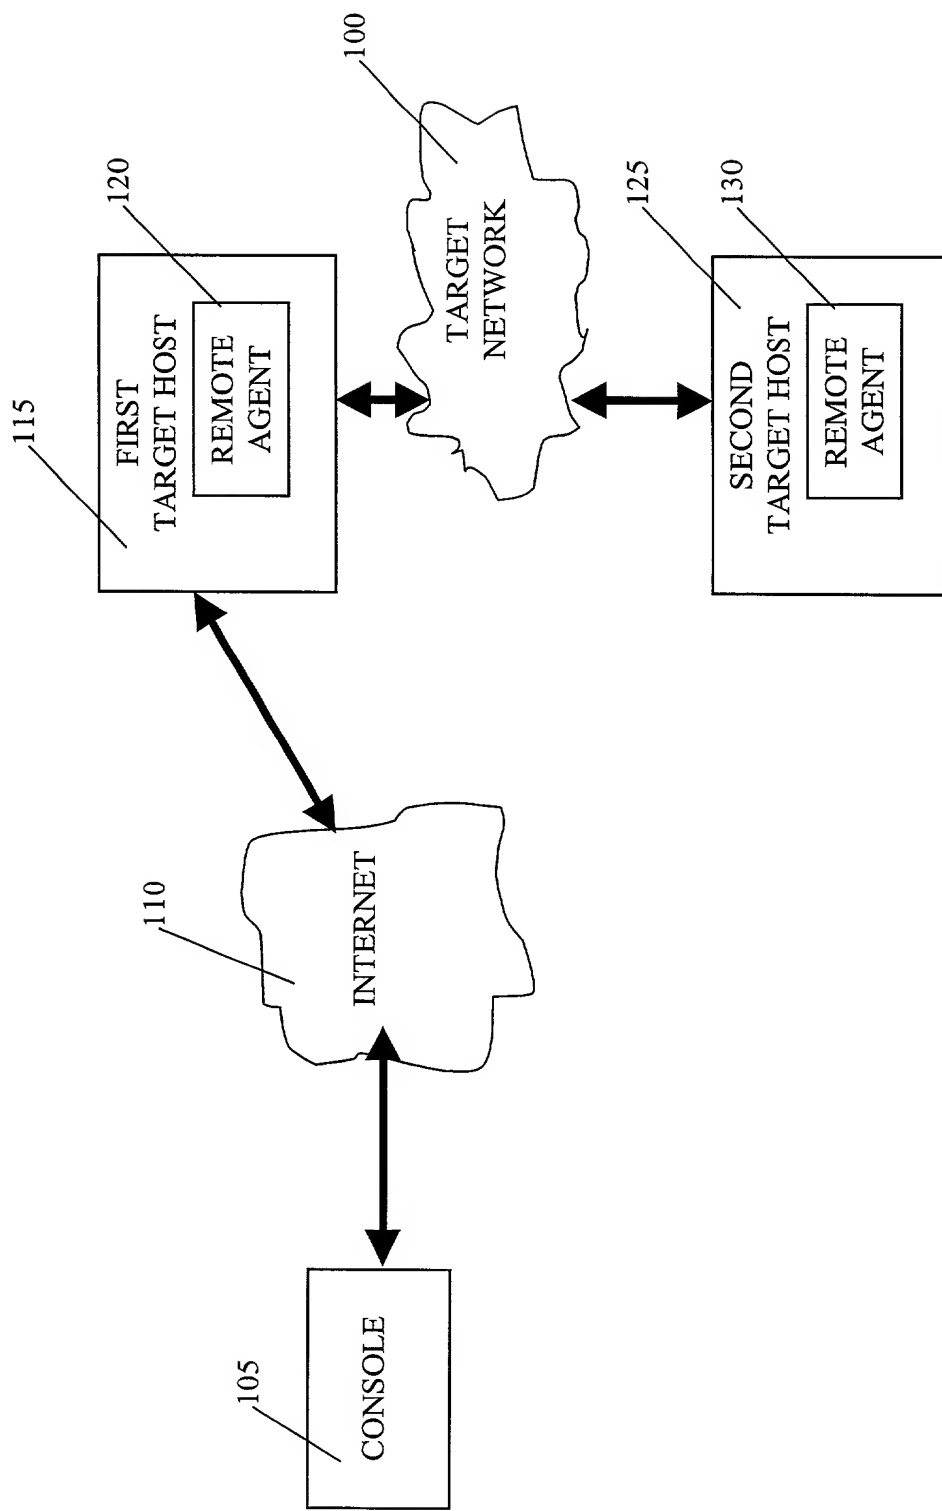 105
CONSOLE
110
INTERNET
115
FIRST
TARGET HOST
120
REMOTE
AGENT
100
TARGET
NETWORK
125
SECOND
TARGET HOST
130
REMOTE
AGENT